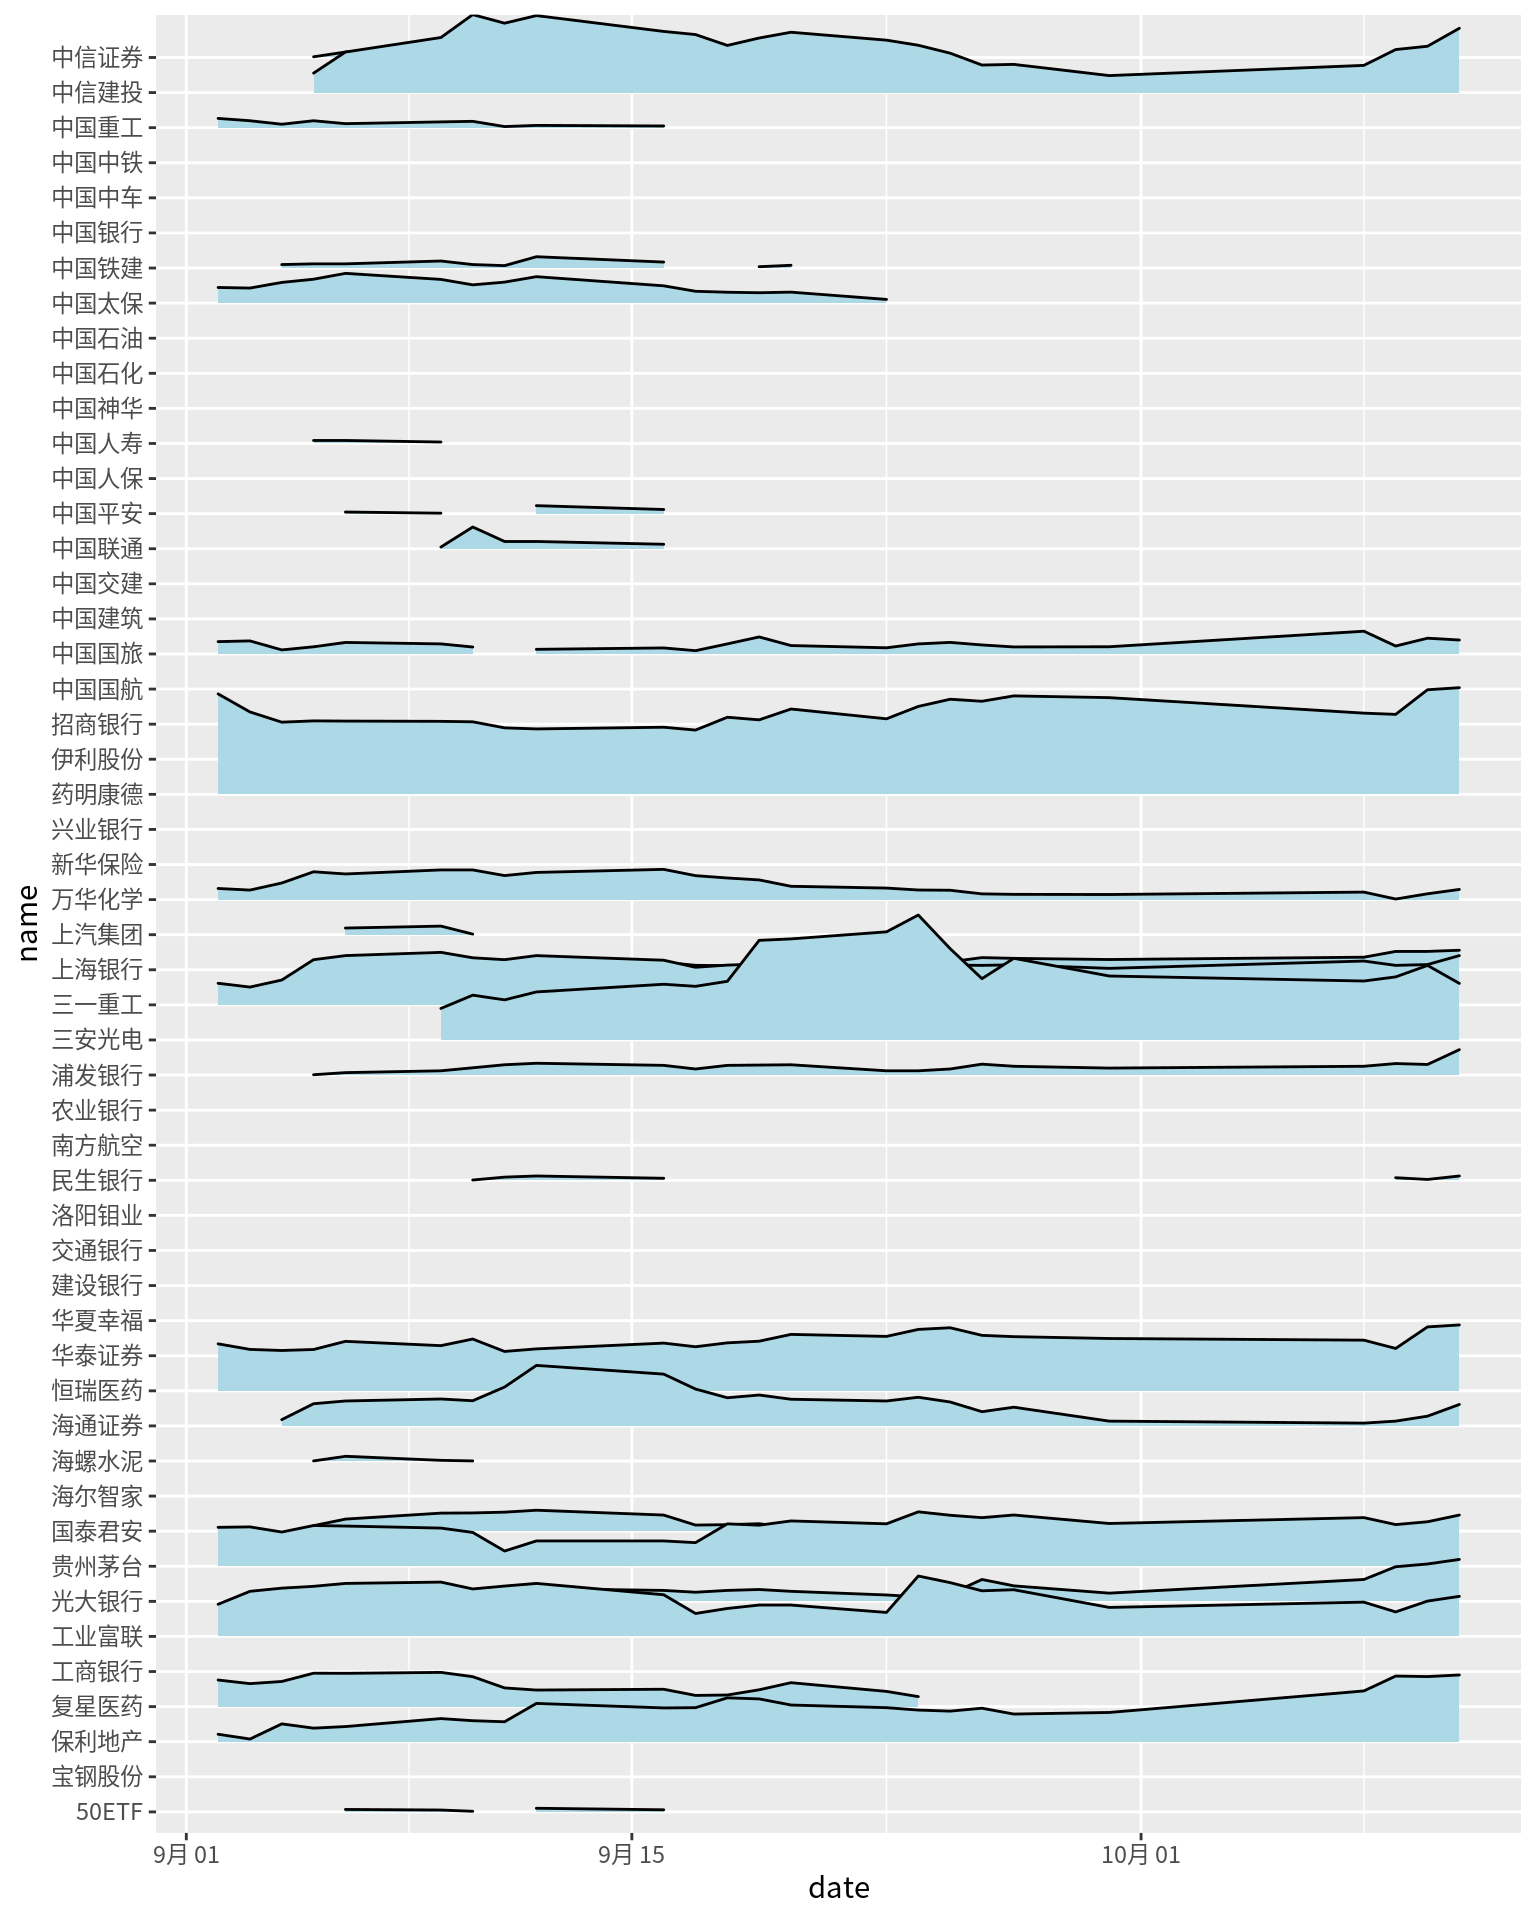 中信证券
中信建投
中国重工
中国中铁
中国中车
中国银行
中国铁建
中国太保
中国石油
中国石化
中国神华
中国人寿
中国人保
中国平安
中国联通
中国交建
中国建筑
中国国旅
中国国航
招商银行
伊利股份
药明康德
兴业银行
新华保险
万华化学
上汽集团
上海银行
三一重工
三安光电
浦发银行
农业银行
南方航空
民生银行
洛阳钼业
交通银行
建设银行
华夏幸福
华泰证券
恒瑞医药
海通证券
海螺水泥
海尔智家
国泰君安
贵州茅台
光大银行
工业富联
工商银行
复星医药
保利地产
宝钢股份
50ETF
name
9月 01
9月 15
10月 01
date